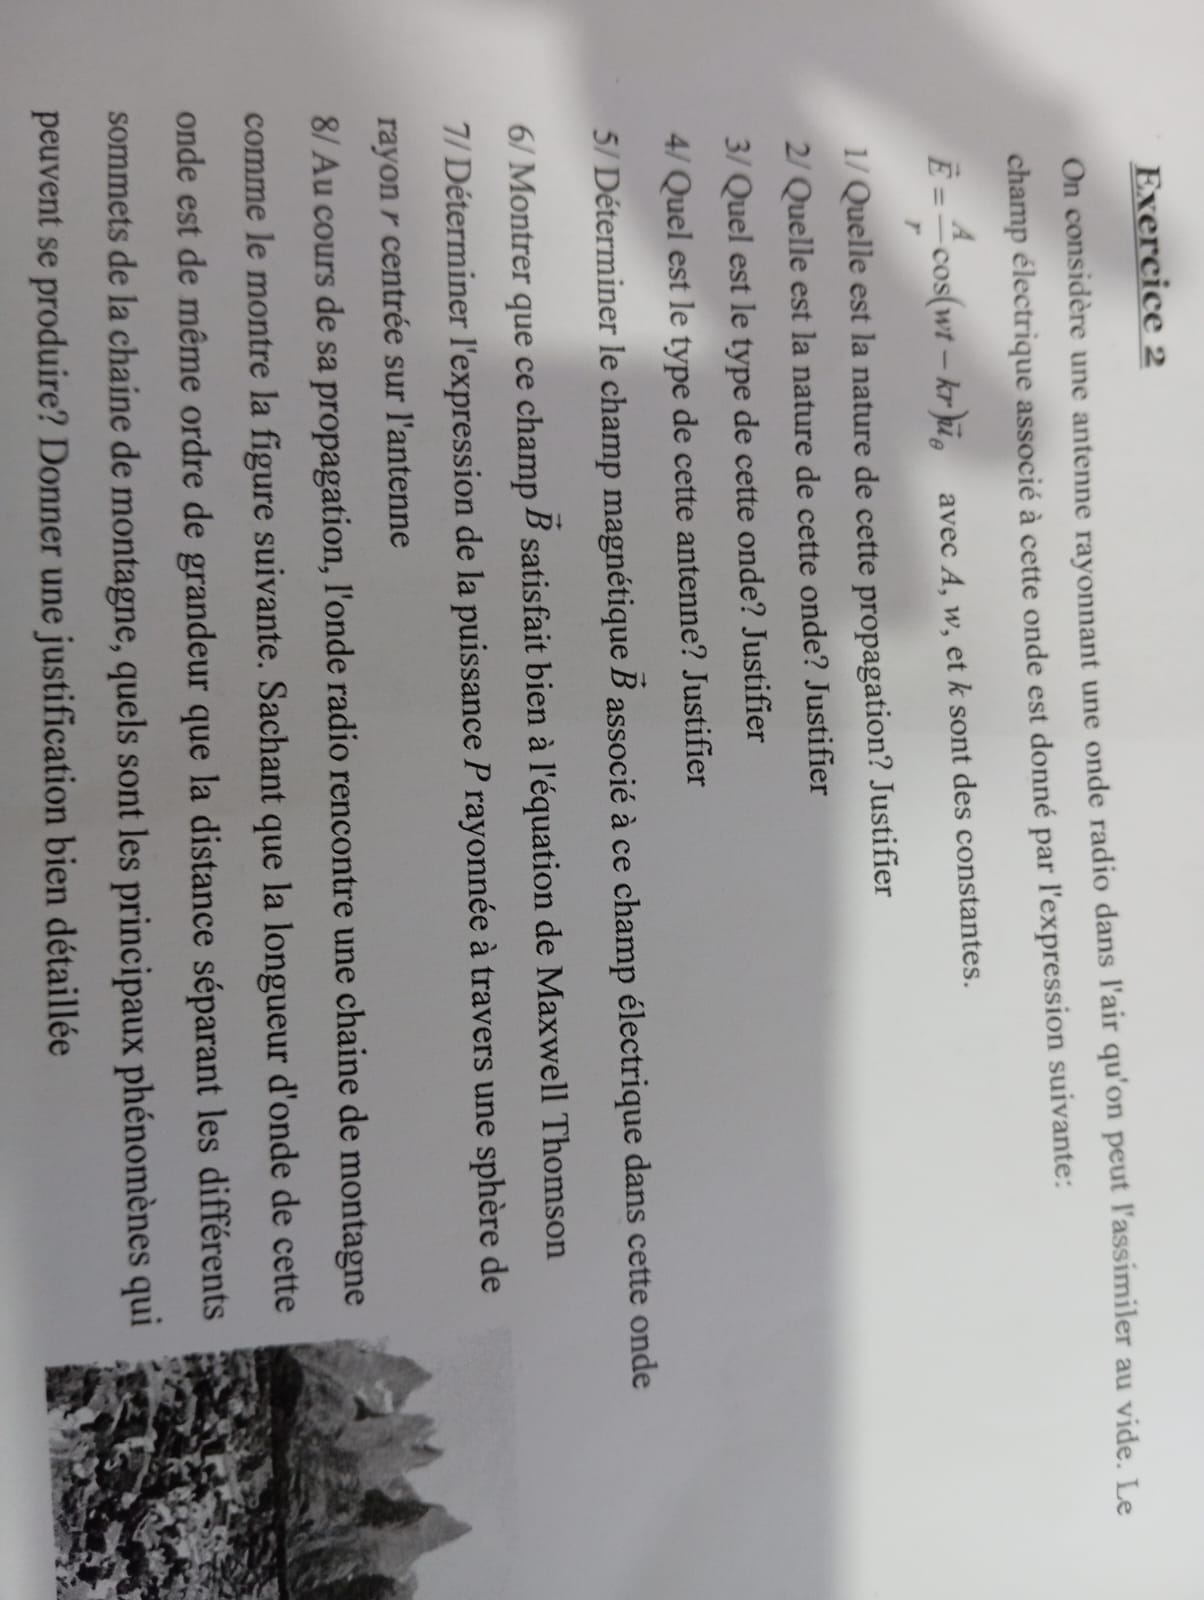 Exercice 2
On considère une antenne rayonnant une onde radio dans l'air qu'on peut l'assimiler au vide. Le
champ électrique associé à cette onde est donné par l'expression suivante:
$\vec{E} = \frac{A}{r} \cos(wt - kr)\vec{u}_\theta$ avec A, w, et k sont des constantes.
1/ Quelle est la nature de cette propagation? Justifier
2/ Quelle est la nature de cette onde? Justifier
3/ Quel est le type de cette onde? Justifier
4/ Quel est le type de cette antenne? Justifier
5/ Déterminer le champ magnétique $\vec{B}$ associé à ce champ électrique dans cette onde
6/ Montrer que ce champ $\vec{B}$ satisfait bien à l'équation de Maxwell Thomson
7/ Déterminer l'expression de la puissance P rayonnée à travers une sphère de
rayon r centrée sur l'antenne
8/ Au cours de sa propagation, l'onde radio rencontre une chaine de montagne
comme le montre la figure suivante. Sachant que la longueur d'onde de cette
onde est de même ordre de grandeur que la distance séparant les différents
sommets de la chaine de montagne, quels sont les principaux phénomènes qui
peuvent se produire? Donner une justification bien détaillée